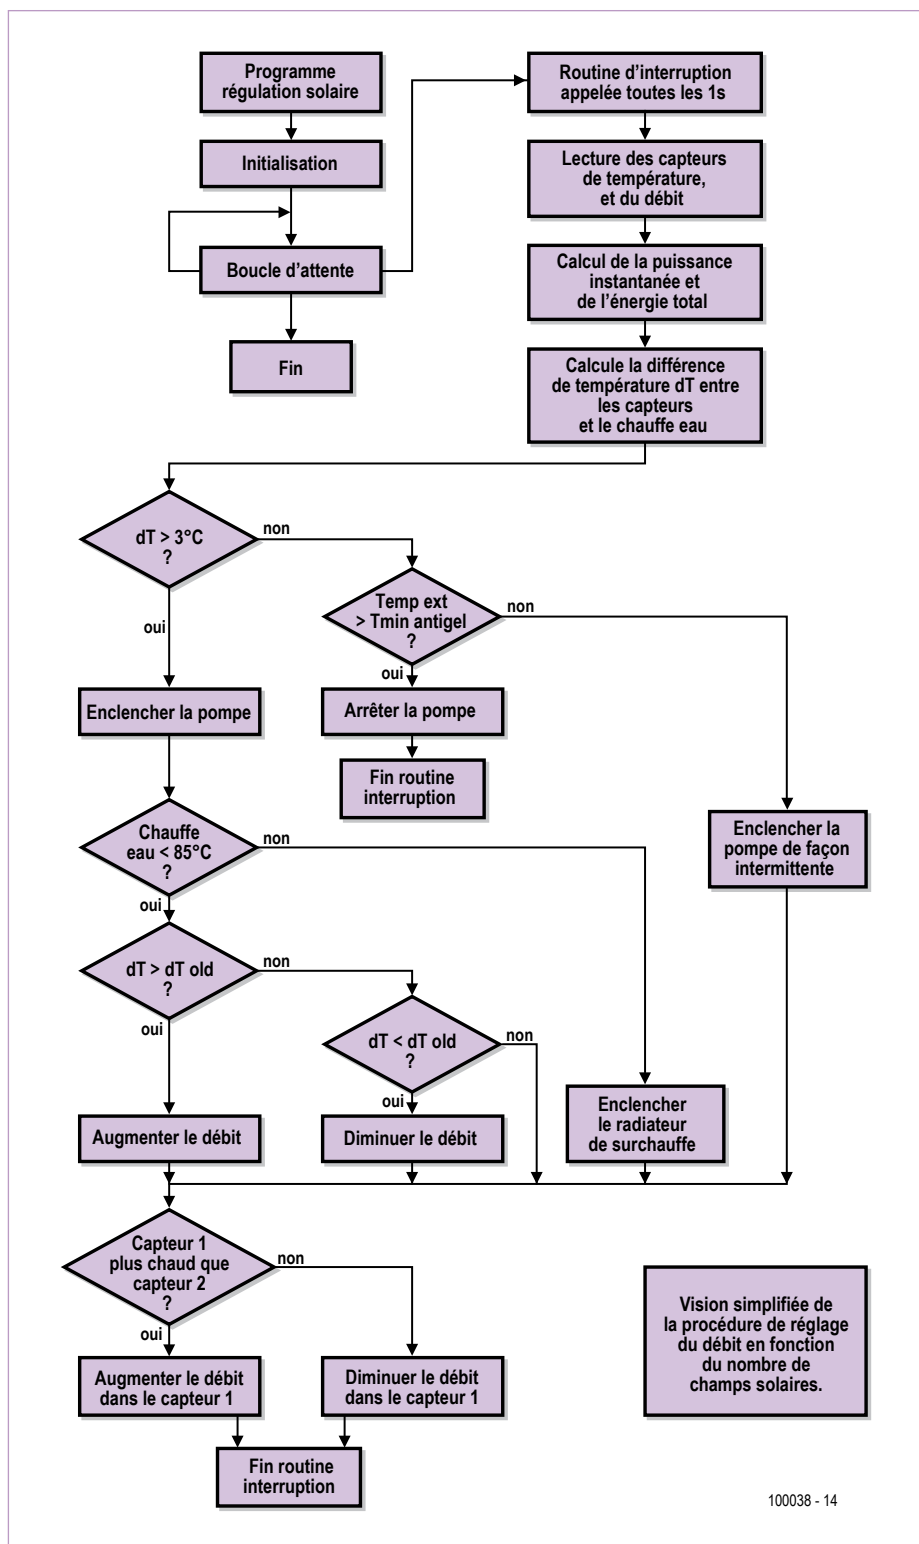 Programme
régulation solaire
Initialisation
Boucle d’attente
Fin
Routine d’interruption
appelée toutes les 1s
Lecture des capteurs
de température,
et du débit
Calcul de la puissance
instantanée et
de l’énergie total
Calcule la différence
de température dT entre
les capteurs
et le chauffe eau
dT > 3°C
?
non
oui
Temp ext
> Tmin antigel
?
non
oui
Enclencher la pompe
Arrêter la pompe
Fin routine
interruption
Chauffe
eau < 85°C
?
non
oui
Enclencher la
pompe de façon
intermittente
dT > dT old
?
non
oui
dT < dT old
?
non
oui
Augmenter le débit
Diminuer le débit
Enclencher
le radiateur
de surchauffe
Capteur 1
plus chaud que
capteur 2
?
non
oui
Augmenter le débit
dans le capteur 1
Diminuer le débit
dans le capteur 1
Fin routine
interruption
Vision simplifiée de
la procédure de réglage
du débit en fonction
du nombre de
champs solaires.
100038 - 14